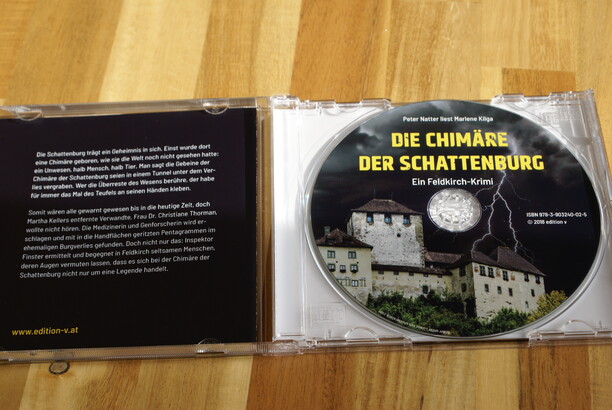 Die Schattenburg trägt ein Geheimnis in sich. Einst wurde dort
eine Chimäre geboren, wie sie die Welt noch nicht gesehen hatte:
ein Unwesen, halb Mensch, halb Tier. Man sagt die Gebeine der
Chimäre der Schattenburg seien in einem Tunnel unter dem Ver-
lies vergraben. Wer die Überreste des Wesens berühre, der habe
für immer das Mal des Teufels an seinen Händen kleben.
Somit wären alle gewarnt gewesen bis in die heutige Zeit, doch
Martha Kellers entfernte Verwandte, Frau Dr. Christiane Thorman,
wollte nicht hören. Die Medizinerin und Genforscherin wird er-
schlagen und mit in die Handflächen geritzten Pentagrammen im
ehemaligen Burgverlies gefunden. Doch nicht nur das: Inspektor
Finster ermittelt und begegnet in Feldkirch seltsamen Menschen,
deren Augen vermuten lassen, dass es sich bei der Chimäre der
Schattenburg nicht nur um eine Legende handelt.
www.edition-v.at
Peter Natter liest Marlene Kilga
DIE CHIMÄRE
DER SCHATTENBURG
Ein Feldkirch-Krimi
ISBN 978-3-903240-02-5
© 2018 edition v